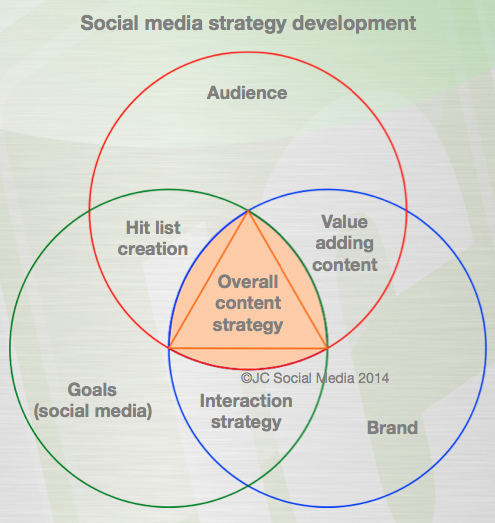 Social media strategy development
Audience
Hit list
creation
Value
adding
content
Overall
content
strategy
©JC Social Media 2014
Goals
(social media)
Interaction
strategy
Brand